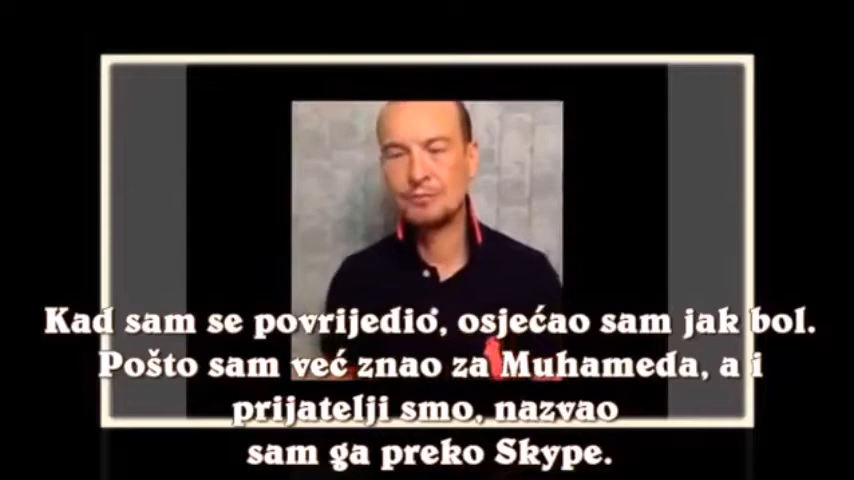 Kad sam se povrijedio, osjećao sam jak bol.
Pošto sam već znao za Muhameda, a i
prijatelji smo, nazvao
sam ga preko Skype.